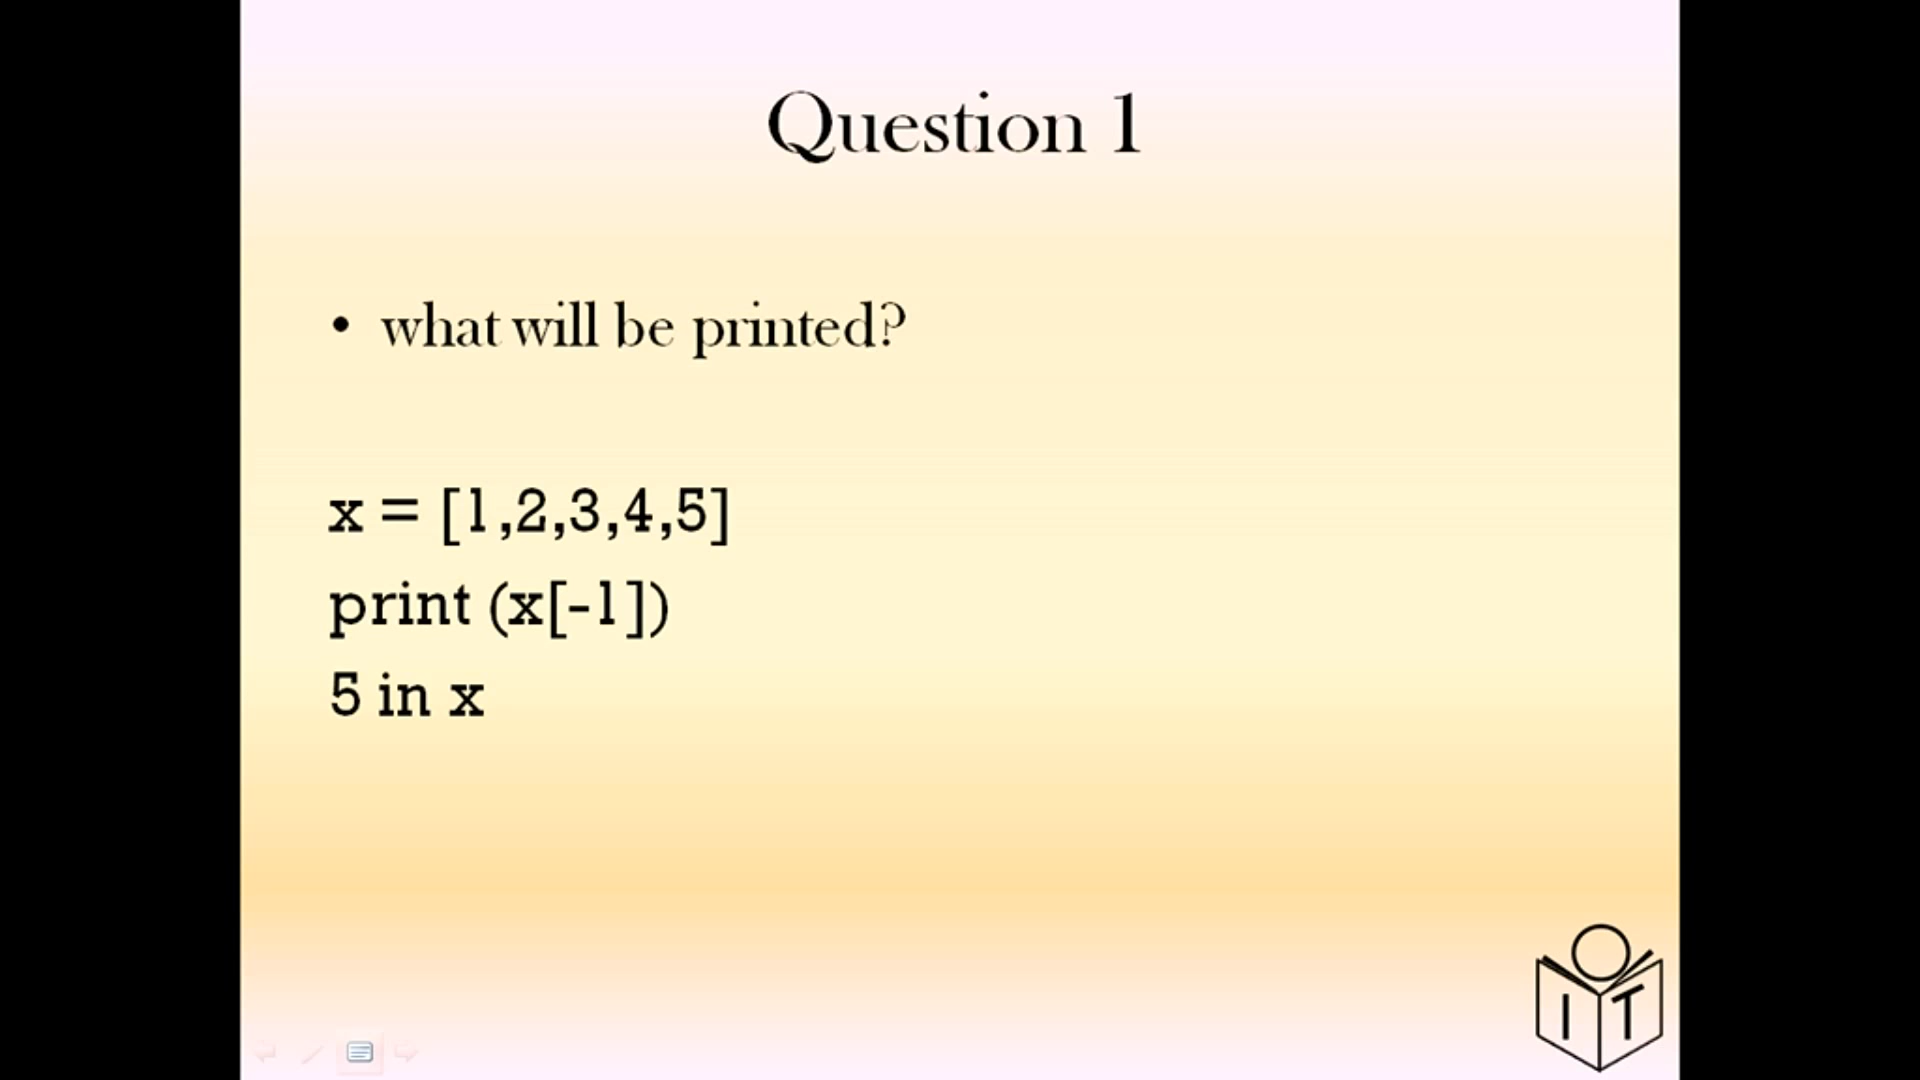 Question 1
• what will be printed?
x = [1,2,3,4,5]
print (x[-1])
5 in x
I T